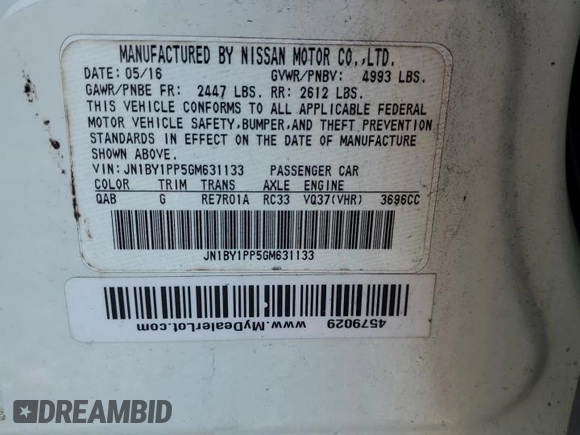 MANUFACTURED BY NISSAN MOTOR CO.,LTD.
DATE: 05/16 GVWR/PNBV: 4993 LBS.
GAWR/PNBE FR: 2447 LBS. RR: 2612 LBS.
THIS VEHICLE CONFORMS TO ALL APPLICABLE FEDERAL
MOTOR VEHICLE SAFETY,BUMPER,AND THEFT PREVENTION
STANDARDS IN EFFECT ON THE DATE OF MANUFACTURE
SHOWN ABOVE.
VIN: JN1BY1PP5GM631133 PASSENGER CAR
COLOR TRIM TRANS AXLE ENGINE
QAB G RE7R01A RC33 VQ37(VHR) 3696CC
JN1BY1PP5GM631133
4579029
www.MyDealerLot.com
DREAMBID